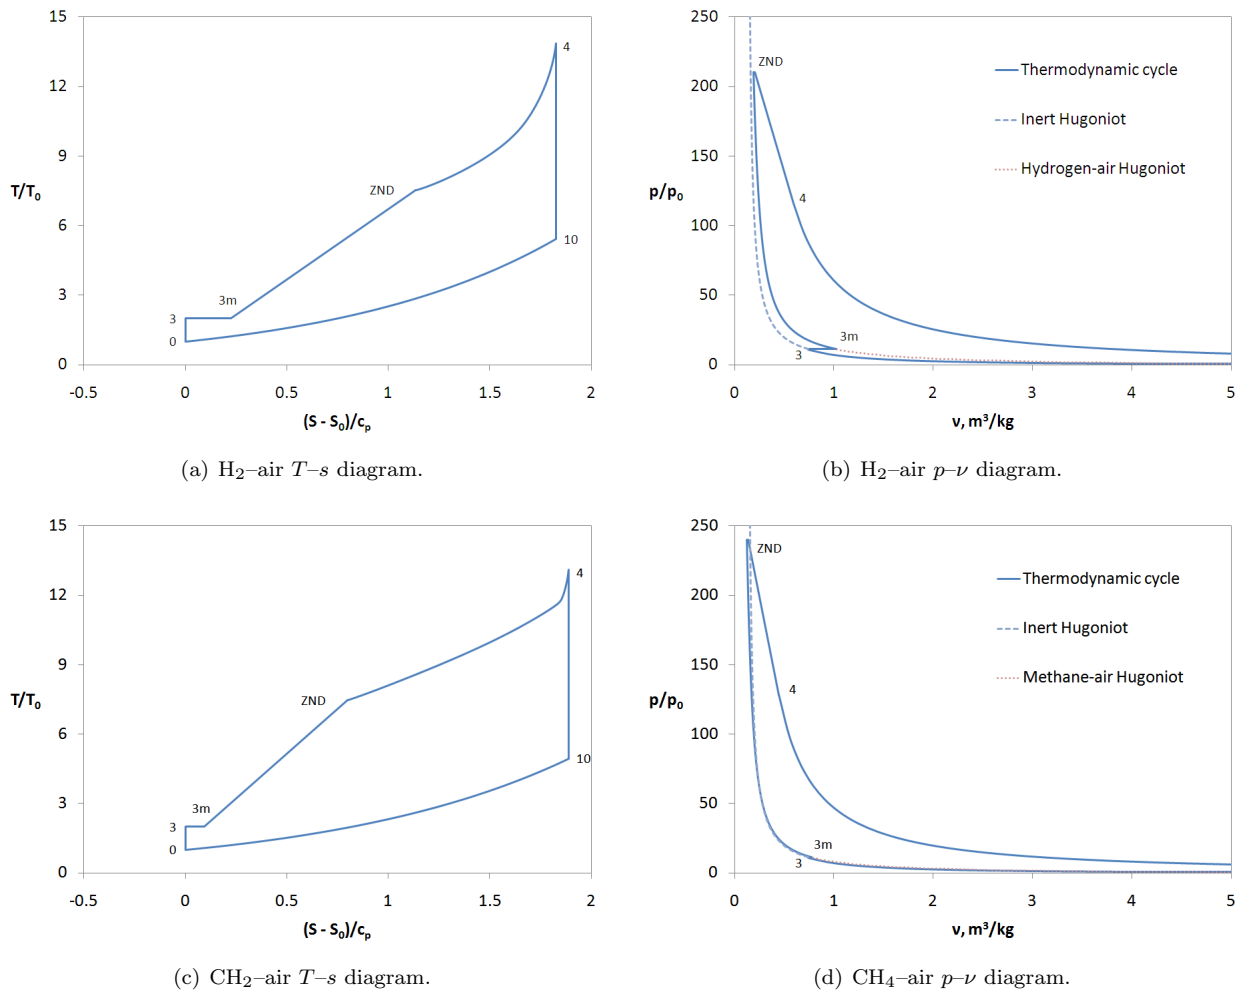 15
12
9
6
3
0
T/T0
-0.5 0 0.5 1 1.5 2
(S - S0)/cp
0
3
3m
ZND
4
10
(a) H2–air T–s diagram.
250
200
150
100
50
0
p/p0
0 1 2 3 4 5
ν, m3/kg
ZND
4
3m
3
Thermodynamic cycle
Inert Hugoniot
Hydrogen-air Hugoniot
(b) H2–air p–ν diagram.
15
12
9
6
3
0
T/T0
-0.5 0 0.5 1 1.5 2
(S - S0)/cp
0
3
3m
ZND
4
10
(c) CH2–air T–s diagram.
250
200
150
100
50
0
p/p0
0 1 2 3 4 5
ν, m3/kg
ZND
4
3m
3
Thermodynamic cycle
Inert Hugoniot
Methane-air Hugoniot
(d) CH4–air p–ν diagram.